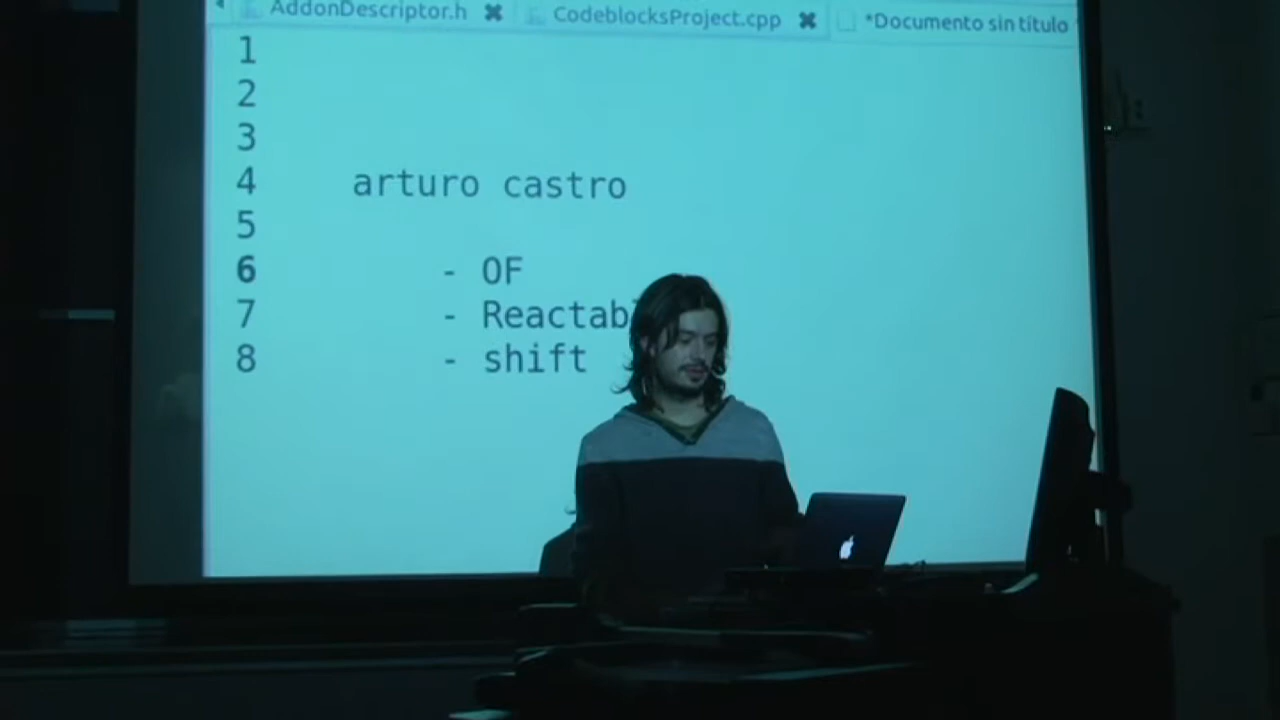 AddonDescriptor.h CodeblocksProject.cpp *Documento sin título
1
2
3
4 arturo castro
5
6 - OF
7 - Reactab
8 - shift